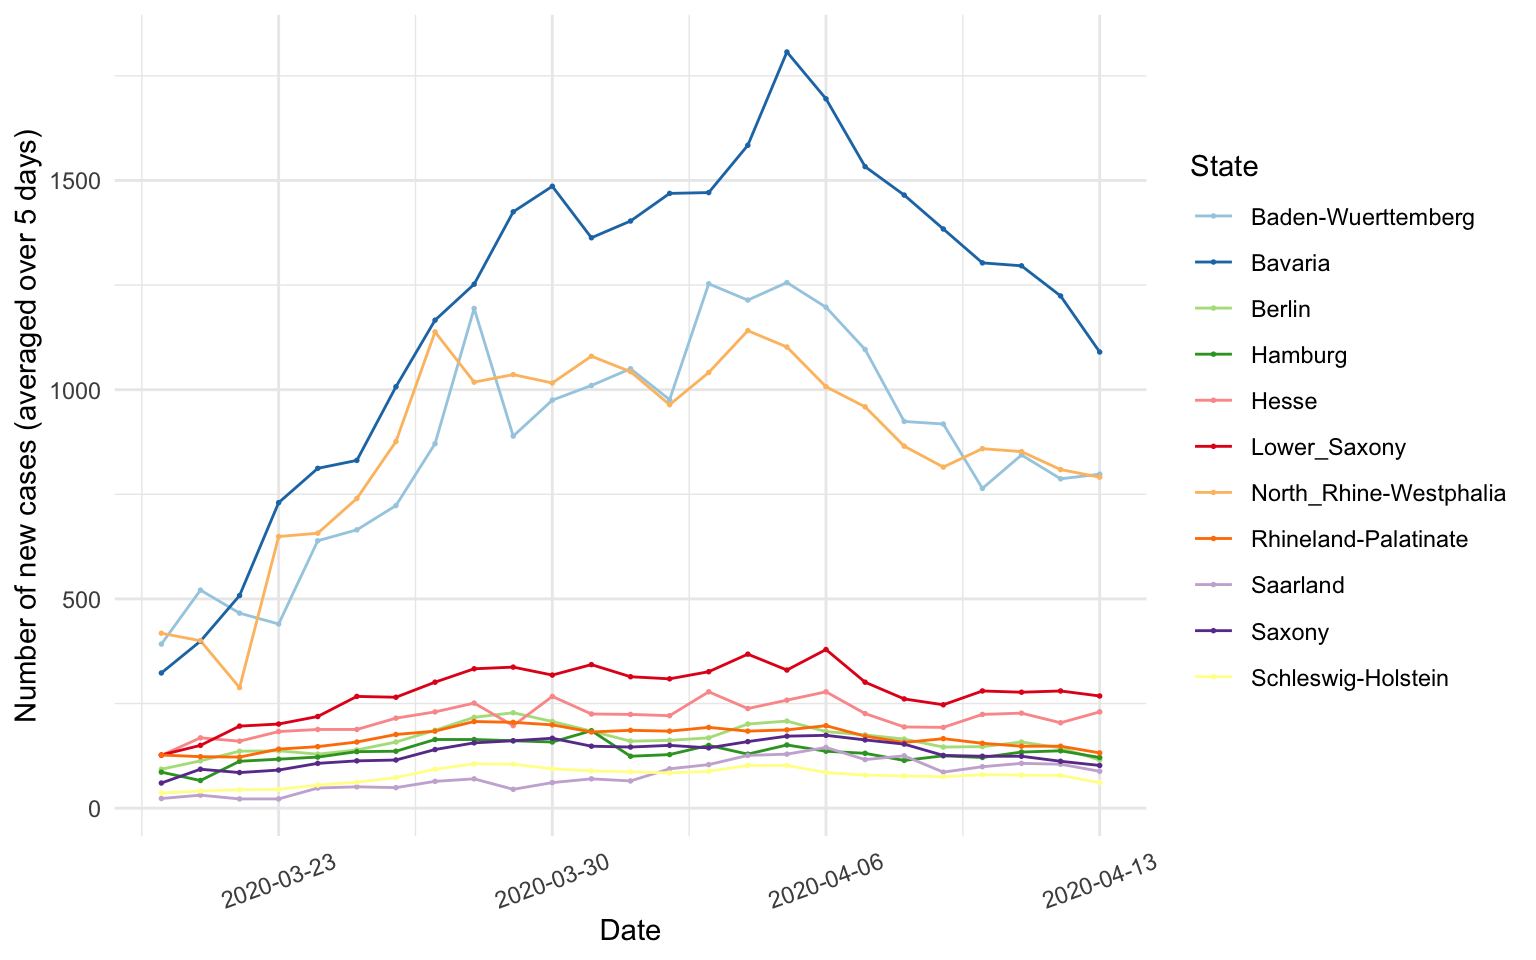 Number of new cases (averaged over 5 days)
1500
1000
500
0
2020-03-23
2020-03-30
2020-04-06
2020-04-13
Date
State
Baden-Wuerttemberg
Bavaria
Berlin
Hamburg
Hesse
Lower_Saxony
North_Rhine-Westphalia
Rhineland-Palatinate
Saarland
Saxony
Schleswig-Holstein